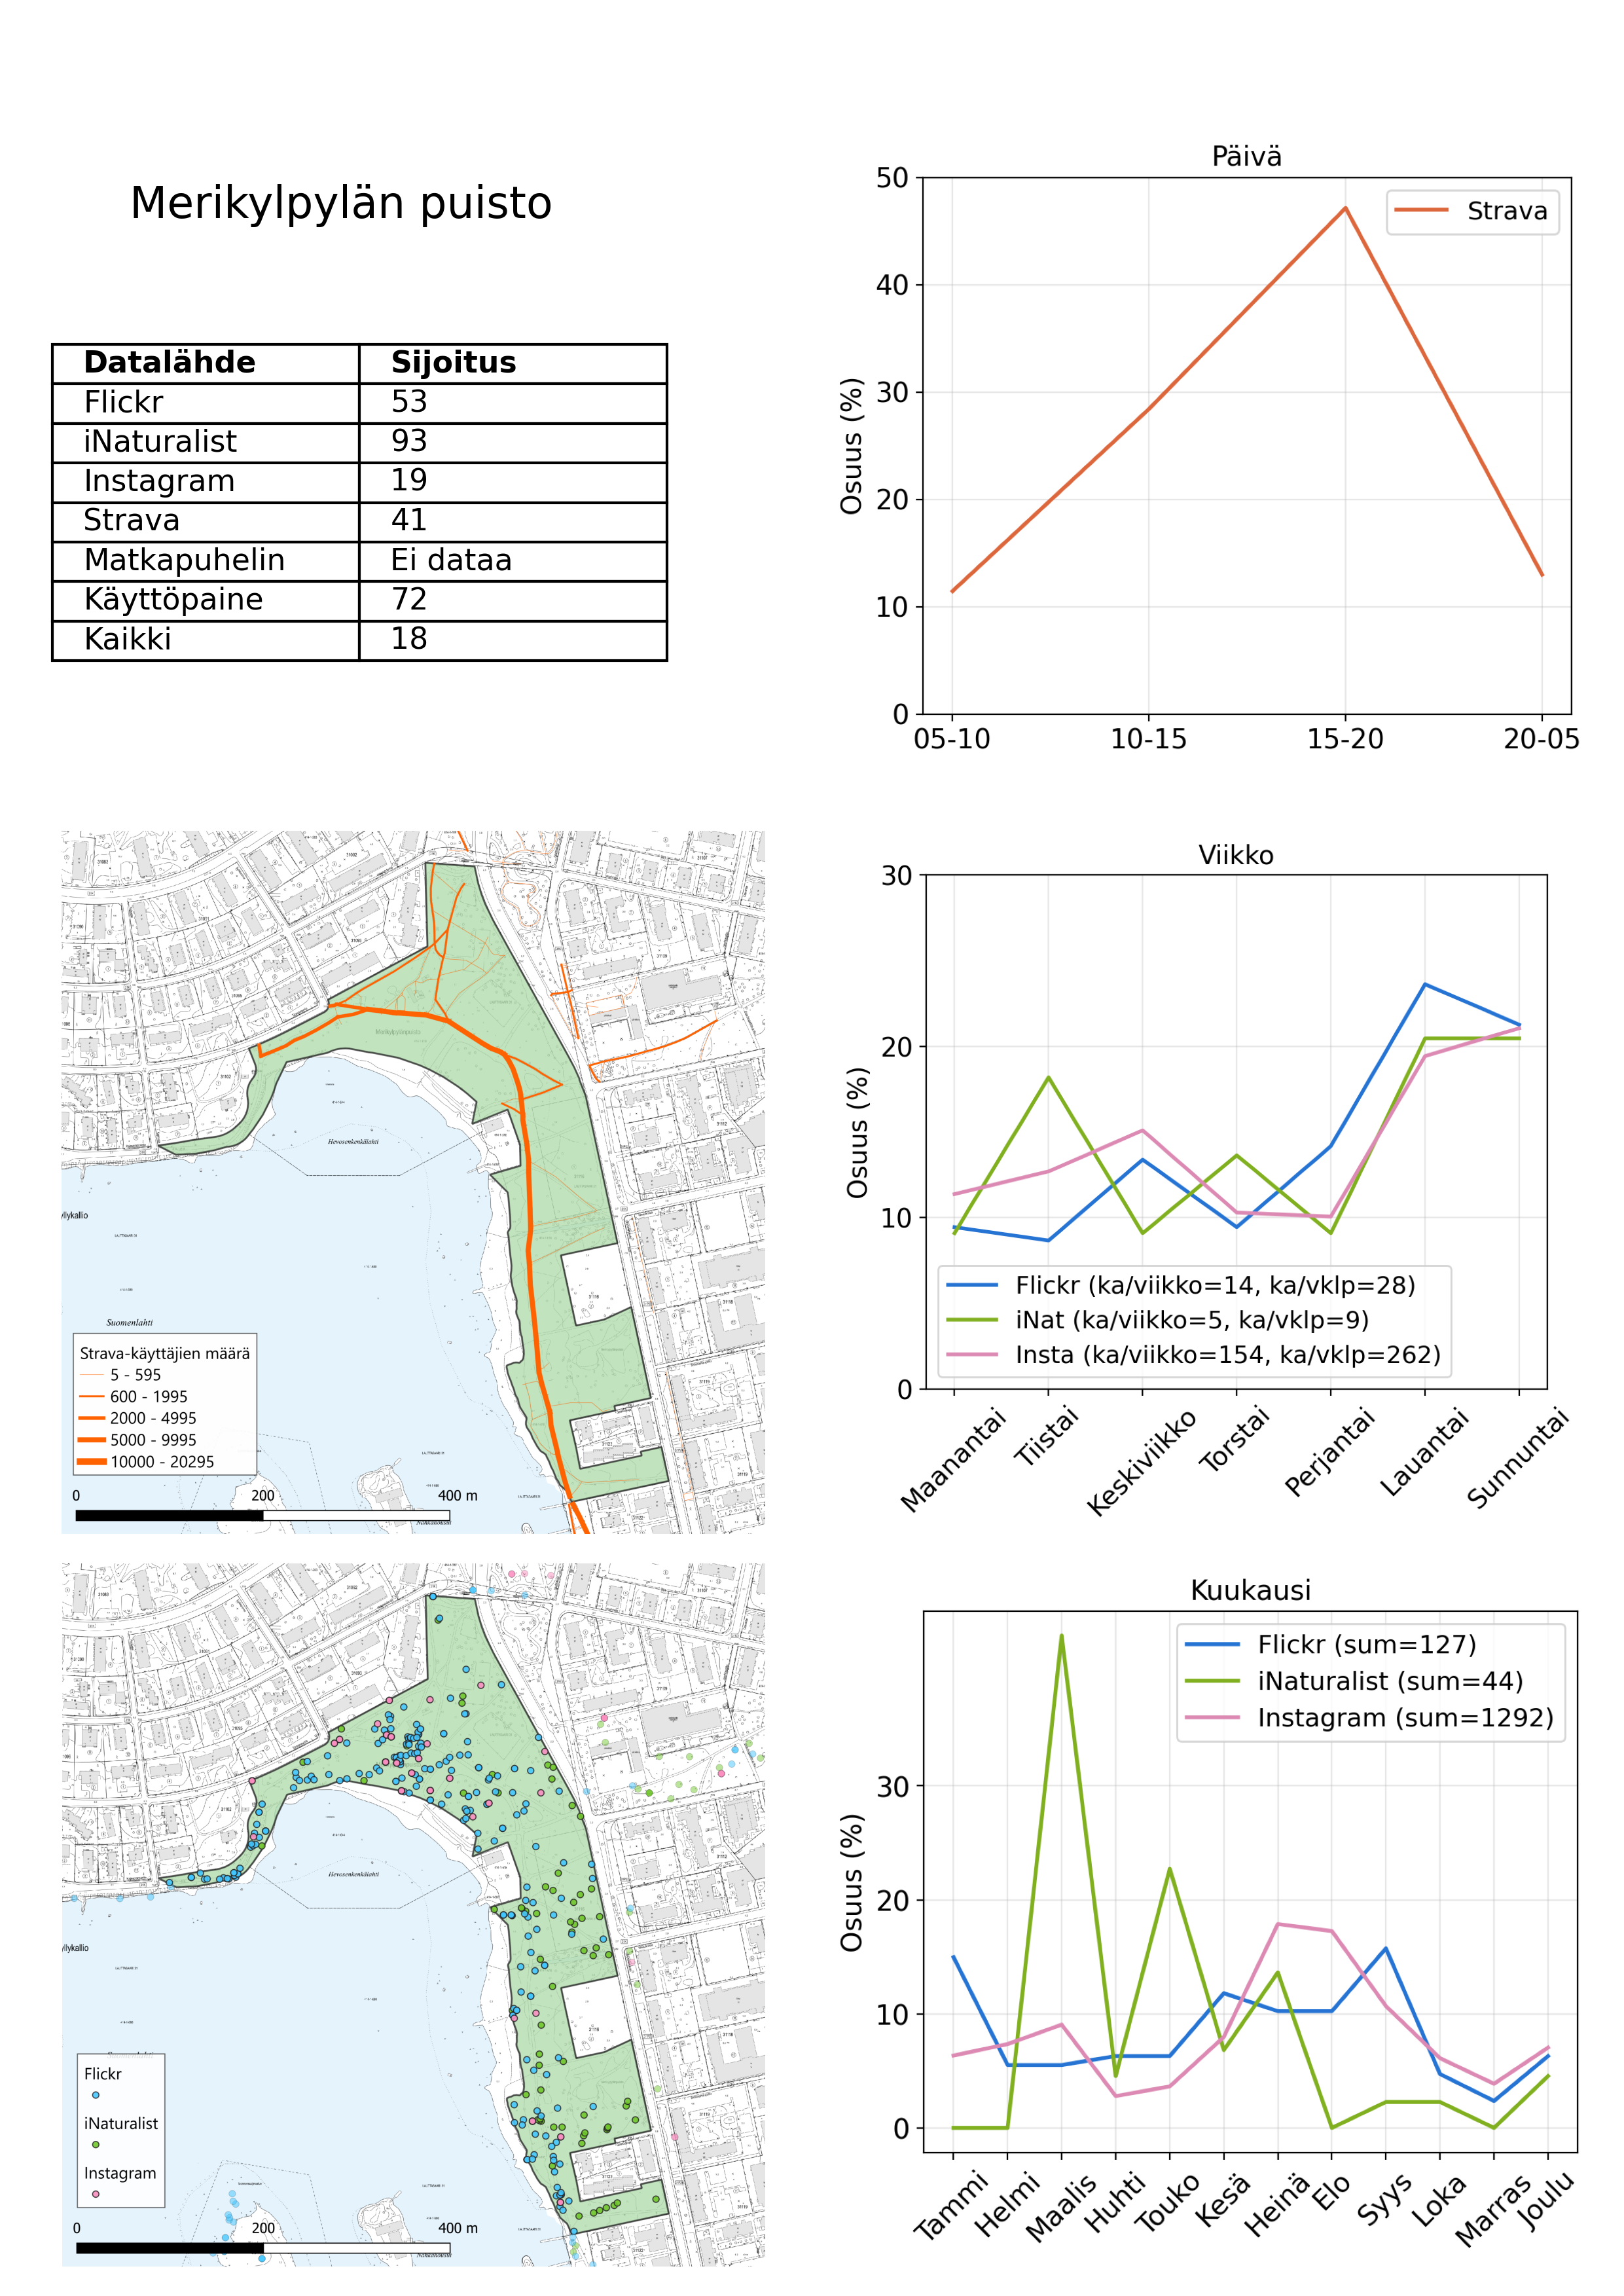 Merikylpylän puisto
Datalähde Sijoitus
Flickr 53
iNaturalist 93
Instagram 19
Strava 41
Matkapuhelin Ei dataa
Käyttöpaine 72
Kaikki 18
Päivä
Strava
Osuus (%)
50
40
30
20
10
0
05-10 10-15 15-20 20-05
Hevosenkenkälahti
yllykallio
Suomenlahti
Strava-käyttäjien määrä
5 - 595
600 - 1995
2000 - 4995
5000 - 9995
10000 - 20295
0 200 400 m
Viikko
Osuus (%)
30
20
10
0
Flickr (ka/viikko=14, ka/vklp=28)
iNat (ka/viikko=5, ka/vklp=9)
Insta (ka/viikko=154, ka/vklp=262)
Maanantai Tiistai Keskiviikko Torstai Perjantai Lauantai Sunnuntai
Hevosenkenkälahti
yllykallio
Flickr
iNaturalist
Instagram
0 200 400 m
Kuukausi
Flickr (sum=127)
iNaturalist (sum=44)
Instagram (sum=1292)
Osuus (%)
30
20
10
0
Tammi Helmi Maalis Huhti Touko Kesä Heinä Elo Syys Loka Marras Joulu